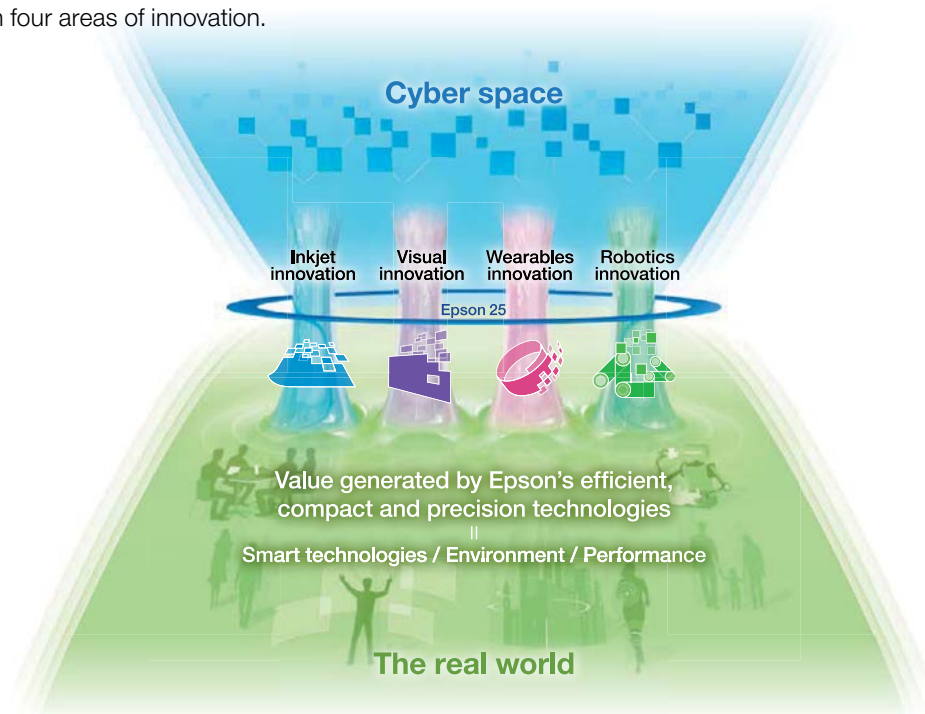 n four areas of innovation.
Cyber space
Inkjet
innovation
Visual
innovation
Wearables
innovation
Robotics
innovation
Epson 25
Value generated by Epson's efficient,
compact and precision technologies
=
Smart technologies / Environment / Performance
The real world